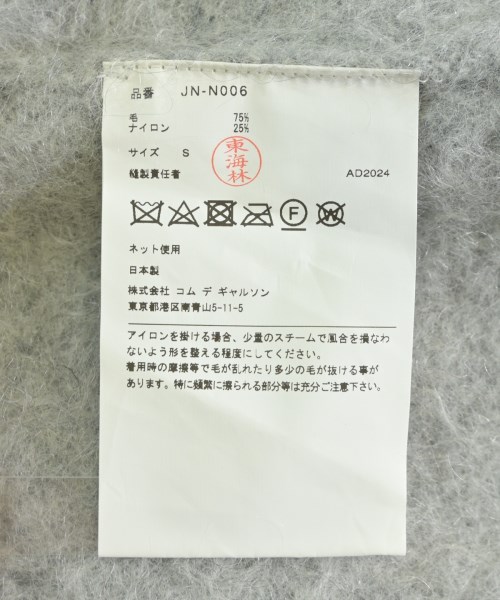 品番 JN-N006
毛 75%
ナイロン 25%
サイズ S
東海林
縫製責任者 AD2024
F W
ネット使用
日本製
株式会社 コム デ ギャルソン
東京都港区南青山5-11-5
アイロンを掛ける場合、少量のスチームで風合を損なわ
ないよう形を整える程度にしてください。
着用時の摩擦等で毛が乱れたり多少の毛が抜ける事が
あります。特に頻繁に擦られる部分等は充分ご注意下さい。